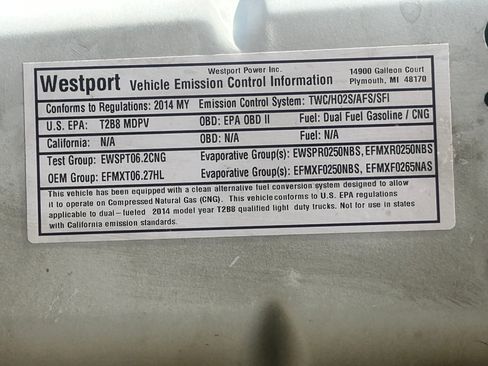 Westport Power Inc.
14900 Galleon Court
Plymouth, MI 48170
Westport Vehicle Emission Control Information
Conforms to Regulations: 2014 MY Emission Control System: TWC/HO2S/AFS/SFI
U.S. EPA: T2B8 MDPV OBD: EPA OBD II Fuel: Dual Fuel Gasoline / CNG
California: N/A OBD: N/A Fuel: N/A
Test Group: EWSPT06.2CNG Evaporative Group(s): EWSPR0250NBS, EFMXR0250NBS
OEM Group: EFMXT06.27HL Evaporative Group(s): EFMXF0250NBS, EFMXF0265NAS
This vehicle has been equipped with a clean alternative fuel conversion system designed to allow
it to operate on Compressed Natural Gas (CNG). This vehicle conforms to U.S. EPA regulations
applicable to dual-fueled 2014 model year T2B8 qualified light duty trucks. Not for use in states
with California emission standards.